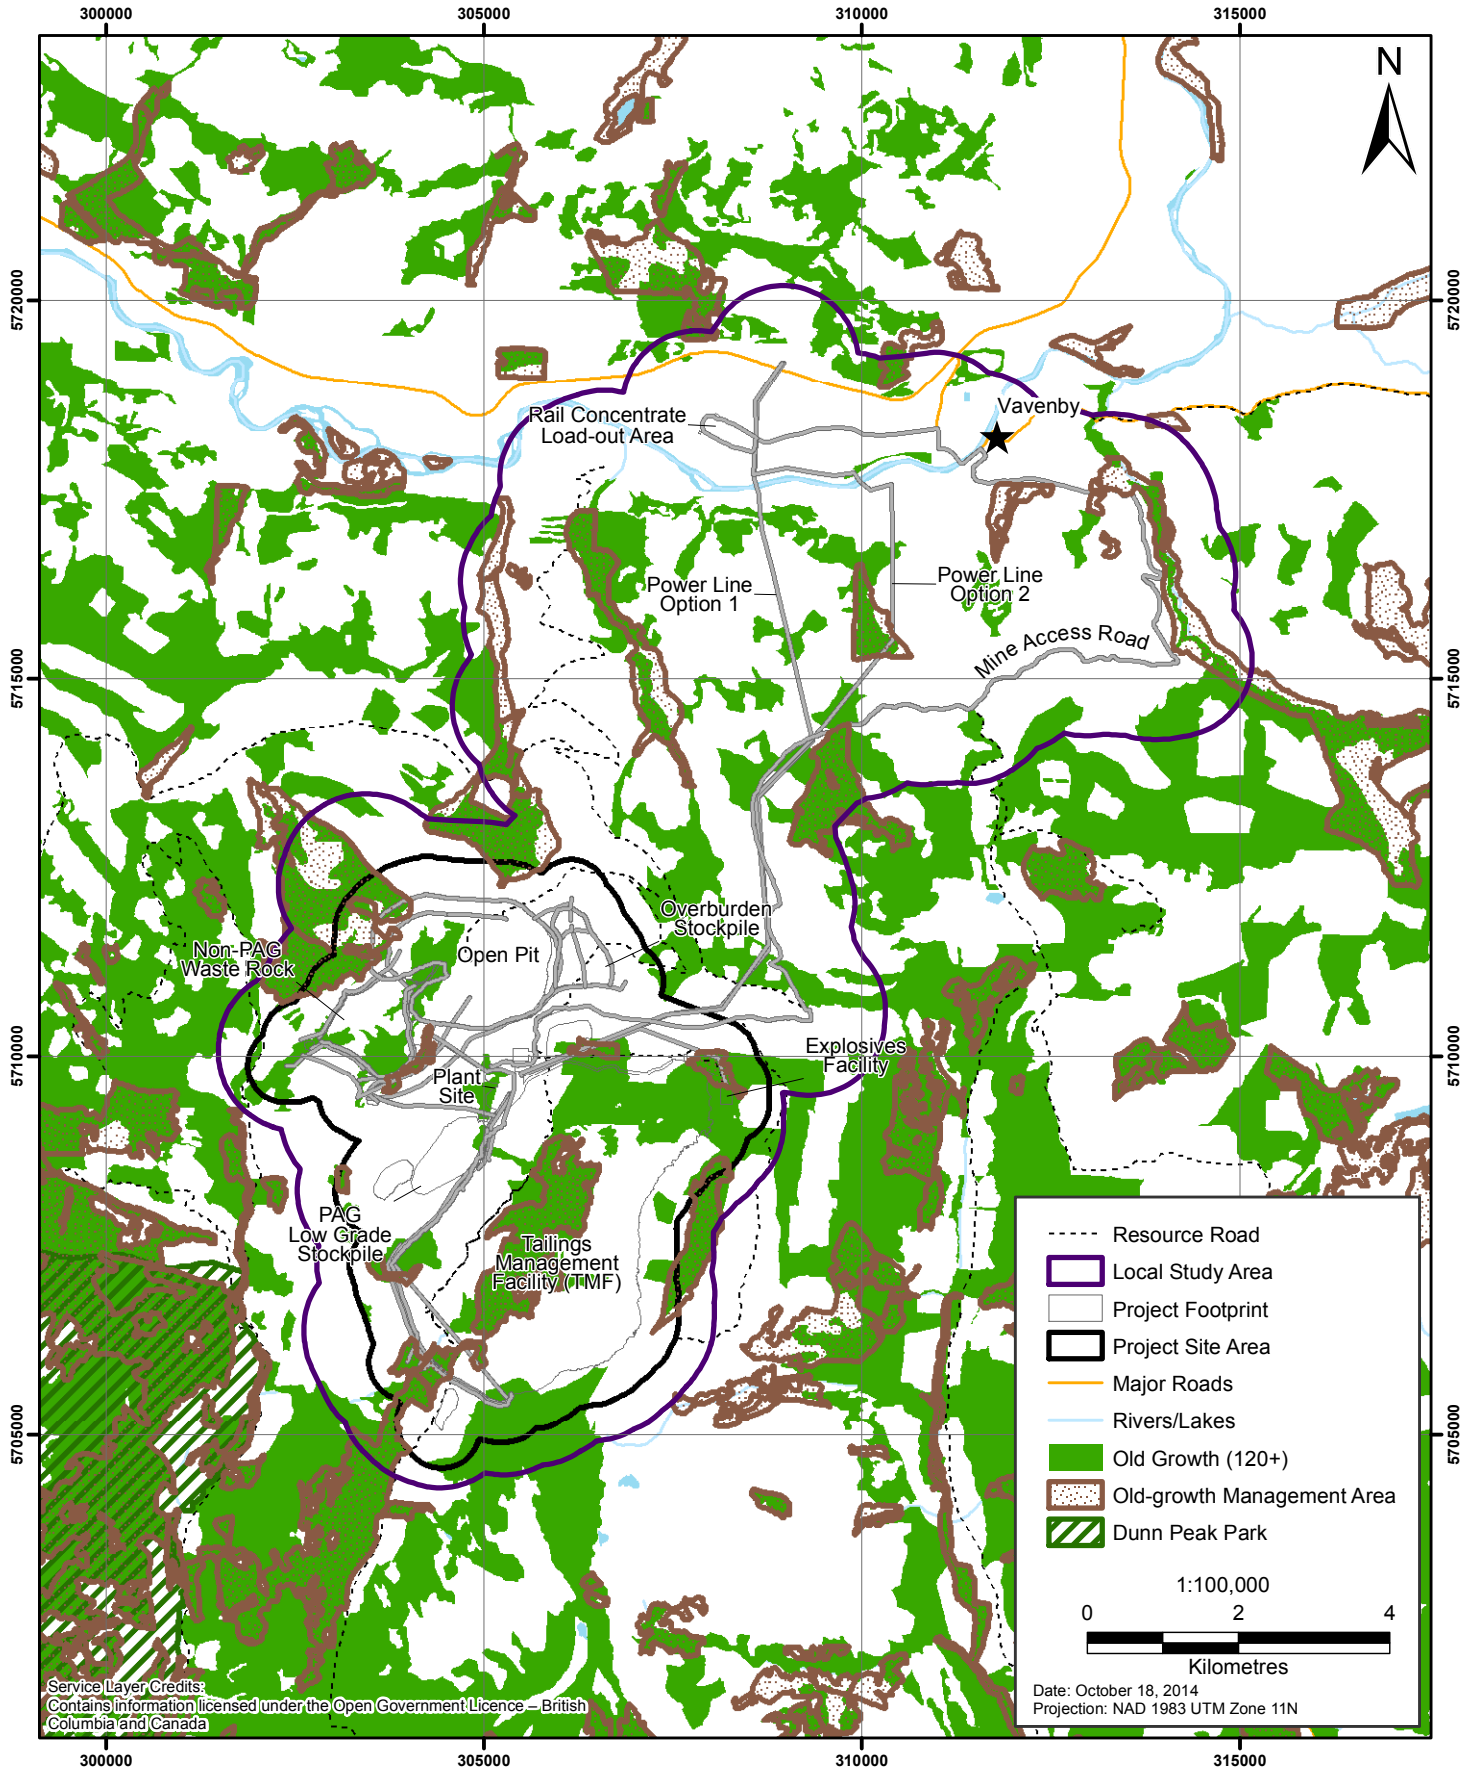 300000
305000
310000
315000
N
5720000
5720000
Vavenby
Rail Concentrate
Load-out Area
Power Line
Option 1
Power Line
Option 2
Mine Access Road
5715000
5715000
Overburden
Stockpile
Non-PAG
Waste Rock
Open Pit
5710000
5710000
Explosives
Facility
Plant
Site
PAG
Low Grade
Stockpile
Tailings
Management
Facility (TMF)
5705000
5705000
Resource Road
Local Study Area
Project Footprint
Project Site Area
Major Roads
Rivers/Lakes
Old Growth (120+)
Old-growth Management Area
Dunn Peak Park
1:100,000
0 2 4
Kilometres
Date: October 18, 2014
Projection: NAD 1983 UTM Zone 11N
Service Layer Credits:
Contains information licensed under the Open Government Licence – British
Columbia and Canada
300000
305000
310000
315000